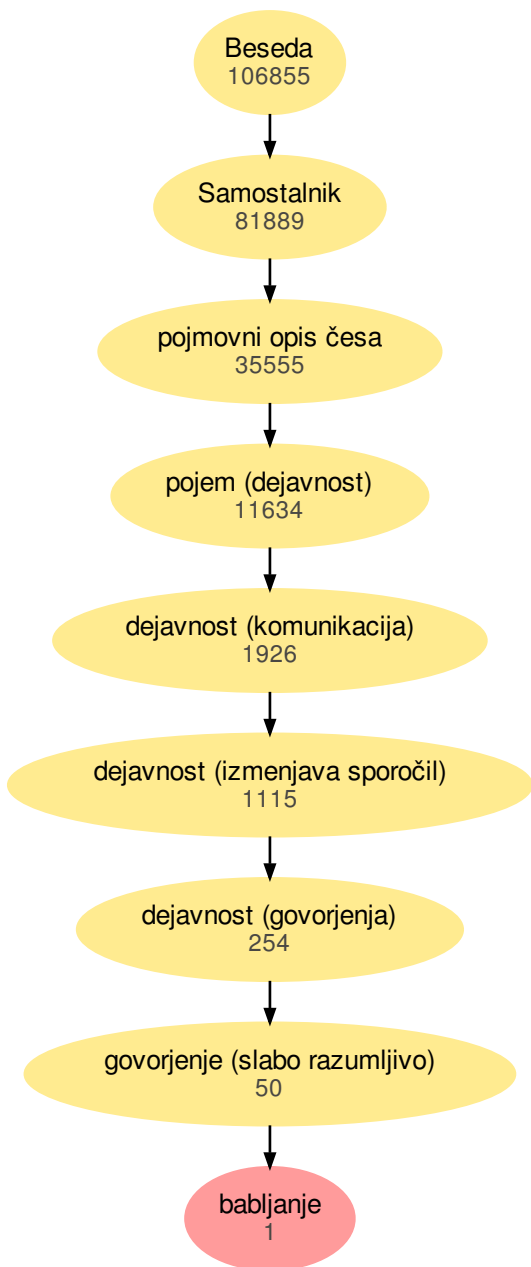 Beseda
106855
Samostalnik
81889
pojmovni opis česa
35555
pojem (dejavnost)
11634
dejavnost (komunikacija)
1926
dejavnost (izmenjava sporočil)
1115
dejavnost (govorjenja)
254
govorjenje (slabo razumljivo)
50
babljanje
1